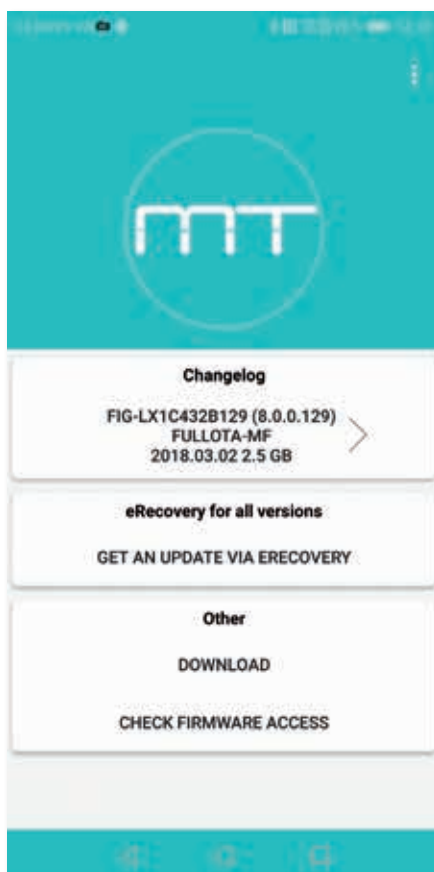 mT
Changelog
FIG-LX1C432B129 (8.0.0.129)
FULLOTA-MF
2018.03.02 2.5 GB
eRecovery for all versions
GET AN UPDATE VIA ERECOVERY
Other
DOWNLOAD
CHECK FIRMWARE ACCESS